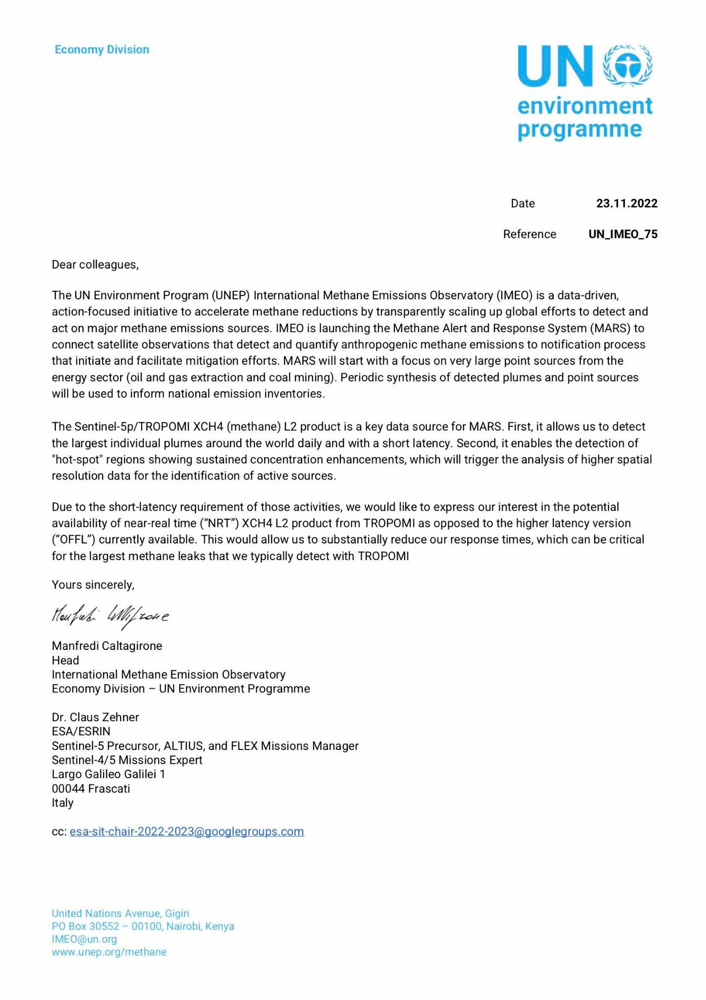 Economy Division
UN
environment
programme
Date 23.11.2022
Reference UN_IMEO_75
Dear colleagues,
The UN Environment Program (UNEP) International Methane Emissions Observatory (IMEO) is a data-driven,
action-focused initiative to accelerate methane reductions by transparently scaling up global efforts to detect and
act on major methane emissions sources. IMEO is launching the Methane Alert and Response System (MARS) to
connect satellite observations that detect and quantify anthropogenic methane emissions to notification process
that initiate and facilitate mitigation efforts. MARS will start with a focus on very large point sources from the
energy sector (oil and gas extraction and coal mining). Periodic synthesis of detected plumes and point sources
will be used to inform national emission inventories.
The Sentinel-5p/TROPOMI XCH4 (methane) L2 product is a key data source for MARS. First, it allows us to detect
the largest individual plumes around the world daily and with a short latency. Second, it enables the detection of
"hot-spot" regions showing sustained concentration enhancements, which will trigger the analysis of higher spatial
resolution data for the identification of active sources.
Due to the short-latency requirement of those activities, we would like to express our interest in the potential
availability of near-real time (“NRT”) XCH4 L2 product from TROPOMI as opposed to the higher latency version
(“OFFL”) currently available. This would allow us to substantially reduce our response times, which can be critical
for the largest methane leaks that we typically detect with TROPOMI
Yours sincerely,
Manfredi Caltagirone
Manfredi Caltagirone
Head
International Methane Emission Observatory
Economy Division – UN Environment Programme
Dr. Claus Zehner
ESA/ESRIN
Sentinel-5 Precursor, ALTIUS, and FLEX Missions Manager
Sentinel-4/5 Missions Expert
Largo Galileo Galilei 1
00044 Frascati
Italy
cc: esa-sit-chair-2022-2023@googlegroups.com
United Nations Avenue, Gigiri
PO Box 30552 – 00100, Nairobi, Kenya
IMEO@un.org
www.unep.org/methane